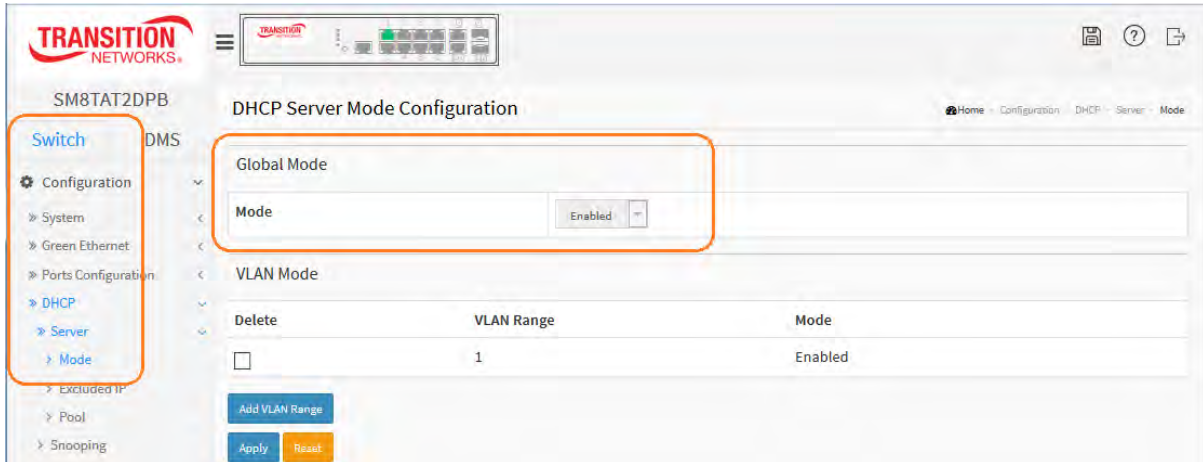 TRANSITION
NETWORKS®
TRANSITION
SM8TAT2DPB
Switch DMS
Configuration
» System
» Green Ethernet
» Ports Configuration
» DHCP
» Server
> Mode
> Excluded IP
> Pool
> Snooping
DHCP Server Mode Configuration
Home - Configuration - DHCP - Server - Mode
Global Mode
Mode Enabled
VLAN Mode
Delete VLAN Range Mode
1 Enabled
Add VLAN Range
Apply Reset